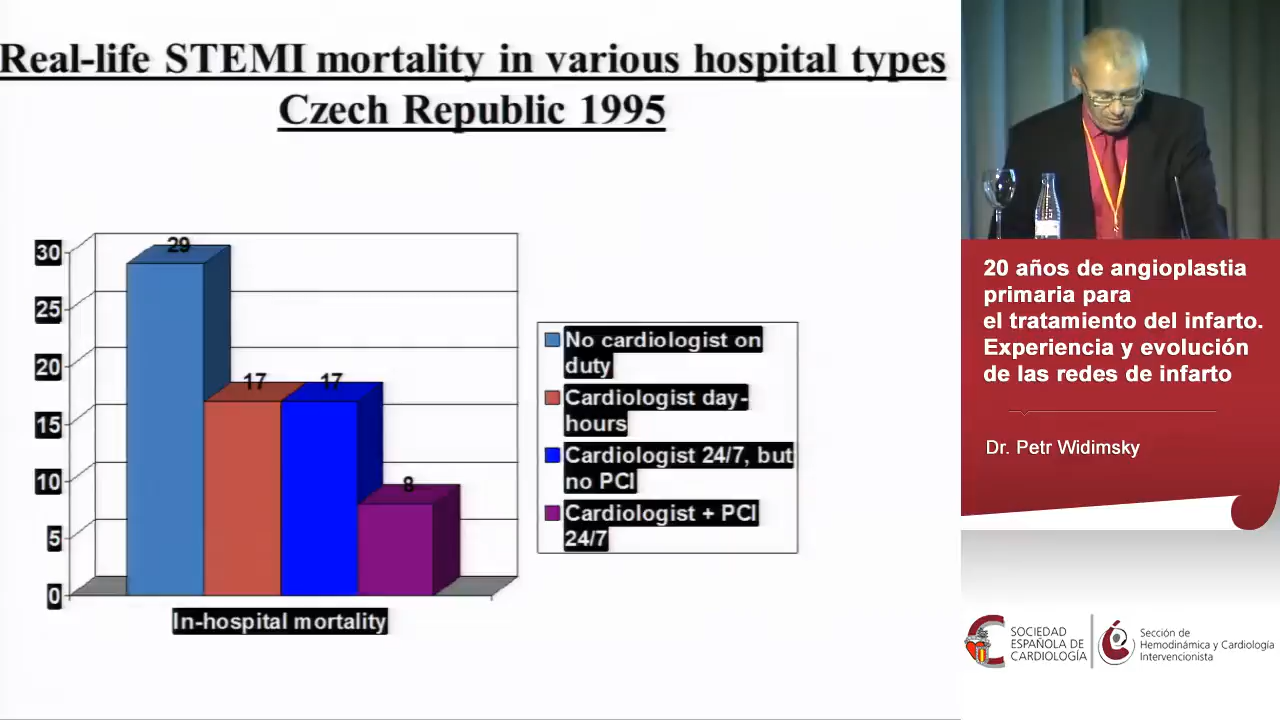 Real-life STEMI mortality in various hospital types
Czech Republic 1995
30
25
20
15
10
5
0
29
17
17
8
In-hospital mortality
No cardiologist on
duty
Cardiologist day-
hours
Cardiologist 24/7, but
no PCI
Cardiologist + PCI
24/7
20 años de angioplastia
primaria para
el tratamiento del infarto.
Experiencia y evolución
de las redes de infarto
Dr. Petr Widimsky
SOCIEDAD
ESPAÑOLA DE
CARDIOLOGÍA
Sección de
Hemodinámica y Cardiología
Intervencionista